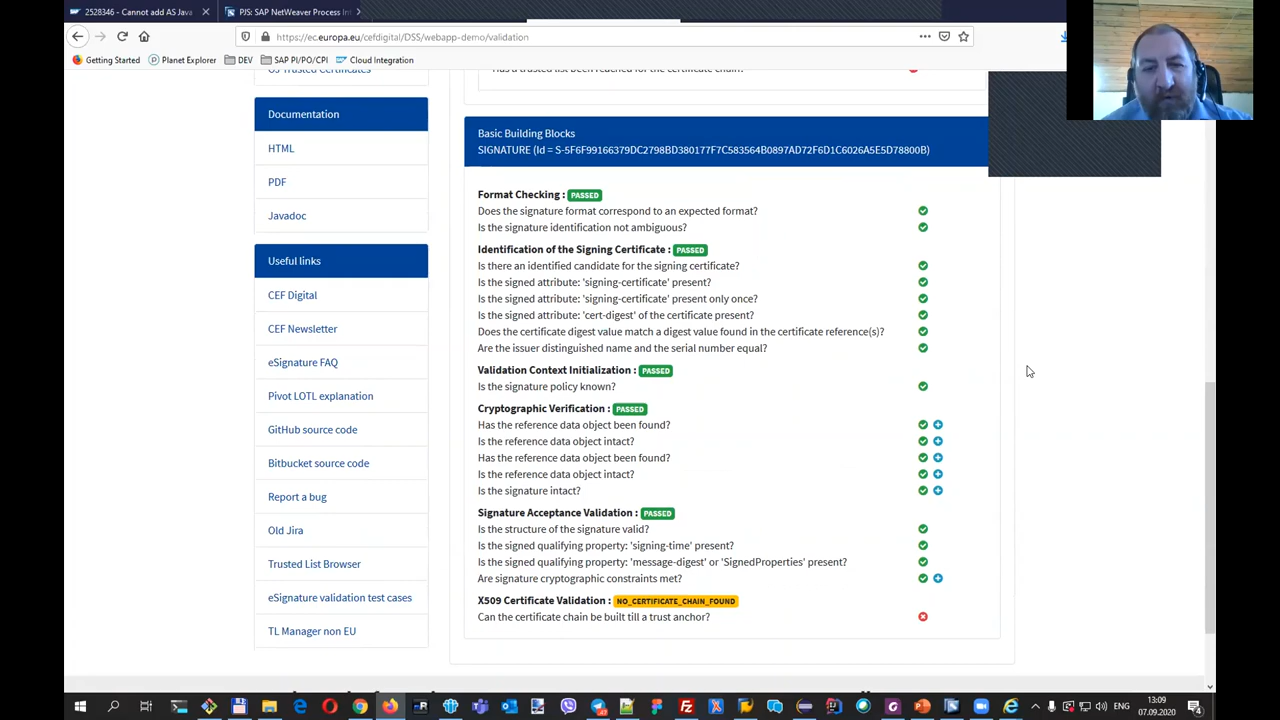 2528346 - Cannot add AS Java
PJS: SAP NetWeaver Process Int
https://ec.europa.eu/cefdigital/DSS/webapp-demo/validation
Getting Started
Planet Explorer
DEV
SAP PI/PO/CPI
Cloud Integration
Documentation
HTML
PDF
Javadoc
Useful links
CEF Digital
CEF Newsletter
eSignature FAQ
Pivot LOTL explanation
GitHub source code
Bitbucket source code
Report a bug
Old Jira
Trusted List Browser
eSignature validation test cases
TL Manager non EU
Has a trusted list been reached for the certificate chain?
Basic Building Blocks
SIGNATURE (Id = S-5F6F99166379DC2798BD380177F7C583564B0897AD72F6D1C6026A5E5D78800B)
Format Checking : PASSED
Does the signature format correspond to an expected format?
Is the signature identification not ambiguous?
Identification of the Signing Certificate : PASSED
Is there an identified candidate for the signing certificate?
Is the signed attribute: 'signing-certificate' present?
Is the signed attribute: 'signing-certificate' present only once?
Is the signed attribute: 'cert-digest' of the certificate present?
Does the certificate digest value match a digest value found in the certificate reference(s)?
Are the issuer distinguished name and the serial number equal?
Validation Context Initialization : PASSED
Is the signature policy known?
Cryptographic Verification : PASSED
Has the reference data object been found?
Is the reference data object intact?
Has the reference data object been found?
Is the reference data object intact?
Is the signature intact?
Signature Acceptance Validation : PASSED
Is the structure of the signature valid?
Is the signed qualifying property: 'signing-time' present?
Is the signed qualifying property: 'message-digest' or 'SignedProperties' present?
Are signature cryptographic constraints met?
X509 Certificate Validation : NO_CERTIFICATE_CHAIN_FOUND
Can the certificate chain be built till a trust anchor?
ENG
13:09
07.09.2020